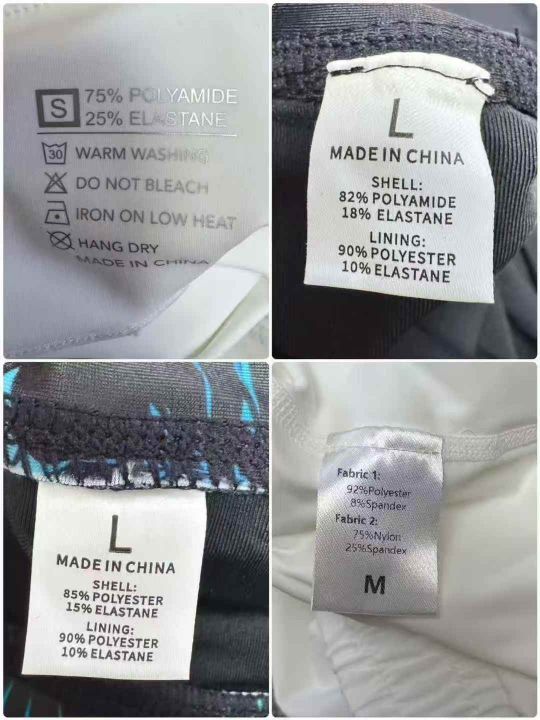 S
75% POLYAMIDE
25% ELASTANE
30 WARM WASHING
DO NOT BLEACH
IRON ON LOW HEAT
HANG DRY
MADE IN CHINA
L
MADE IN CHINA
SHELL:
82% POLYAMIDE
18% ELASTANE
LINING:
90% POLYESTER
10% ELASTANE
L
MADE IN CHINA
SHELL:
85% POLYESTER
15% ELASTANE
LINING:
90% POLYESTER
10% ELASTANE
Fabric 1:
92%Polyester
8%Spandex
Fabric 2:
75%Nylon
25%Spandex
M